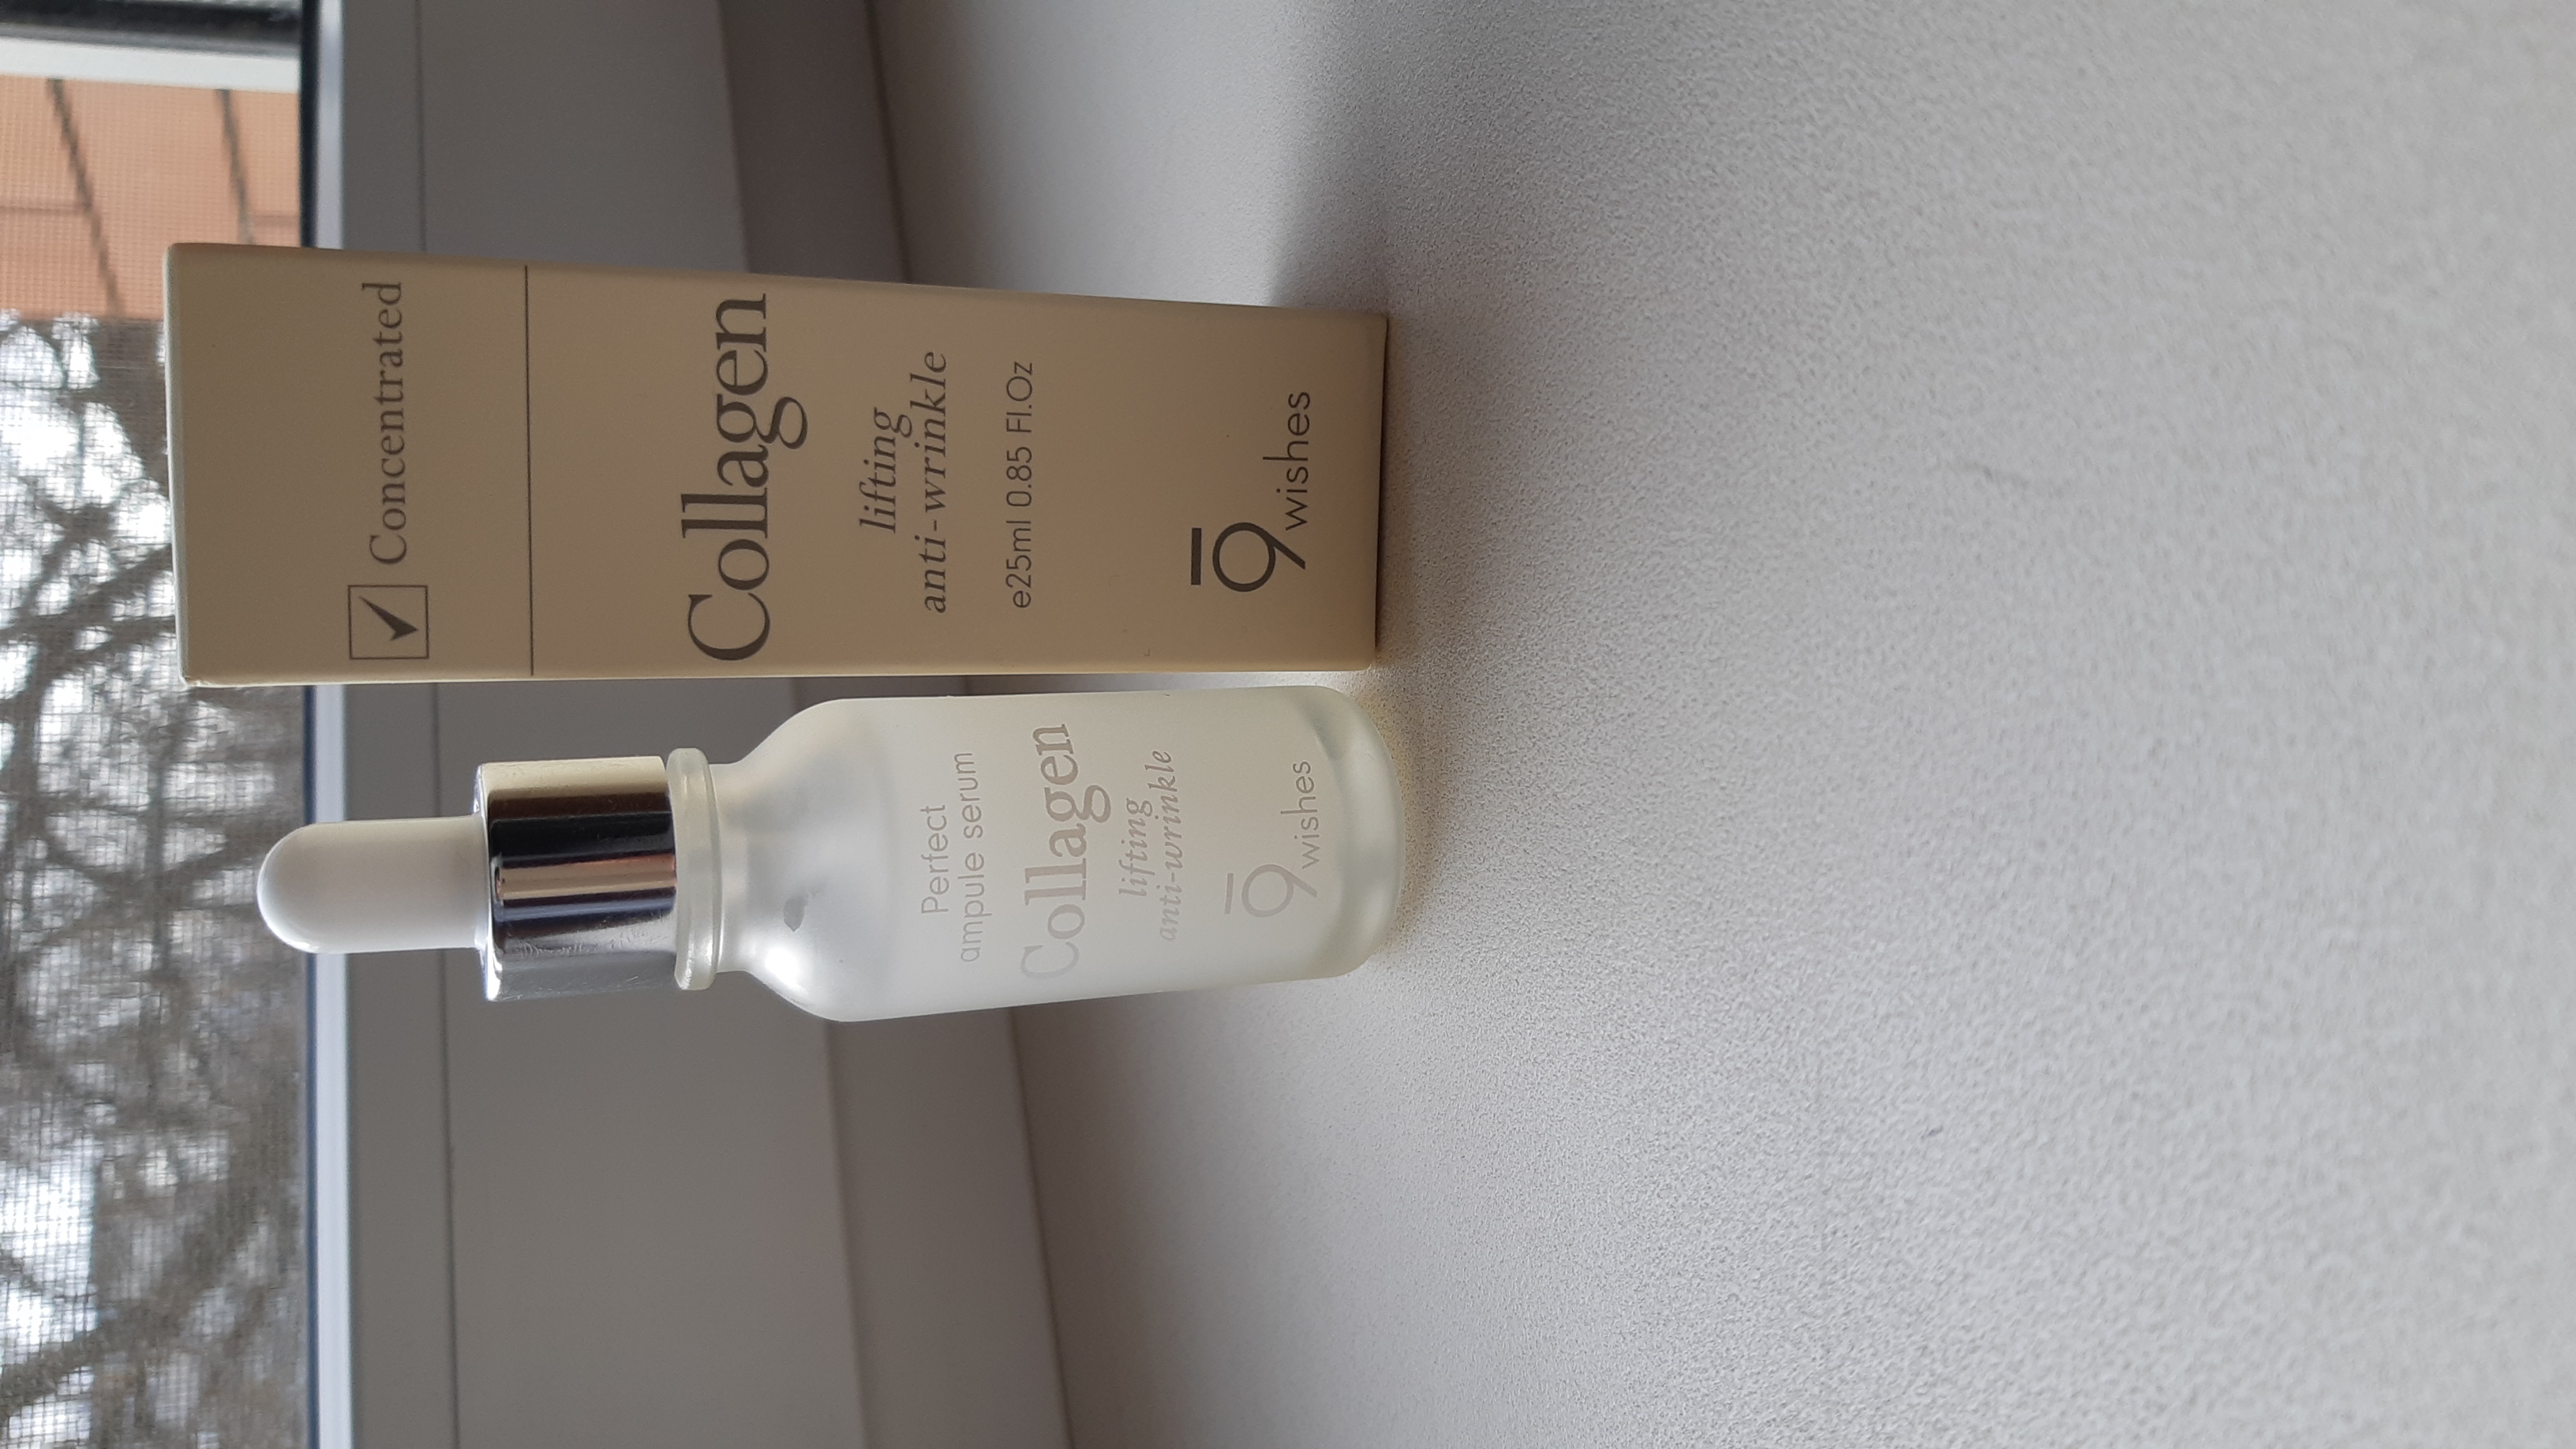 Perfect
ampule serum
Collagen
lifting
anti-wrinkle
9
wishes
Concentrated
Collagen
lifting
anti-wrinkle
e25ml 0.85 Fl.Oz
9
wishes